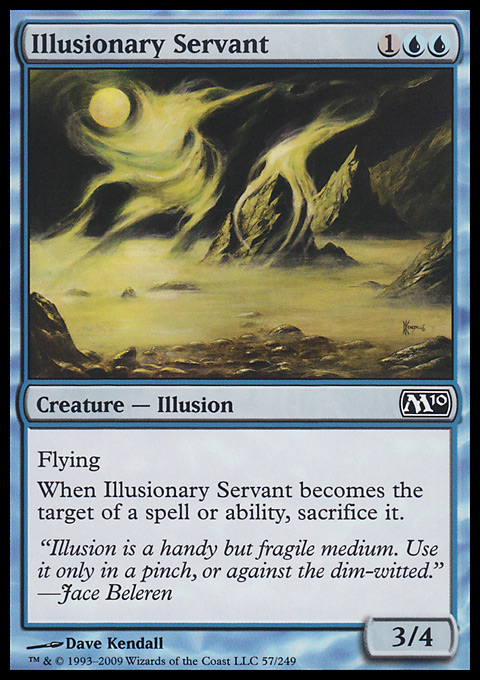 Illusionary Servant 1
Creature — Illusion M10
Flying
When Illusionary Servant becomes the
target of a spell or ability, sacrifice it.
“Illusion is a handy but fragile medium. Use
it only in a pinch, or against the dim-witted.”
—Jace Beleren
3/4
Dave Kendall
™ & © 1993–2009 Wizards of the Coast LLC 57/249